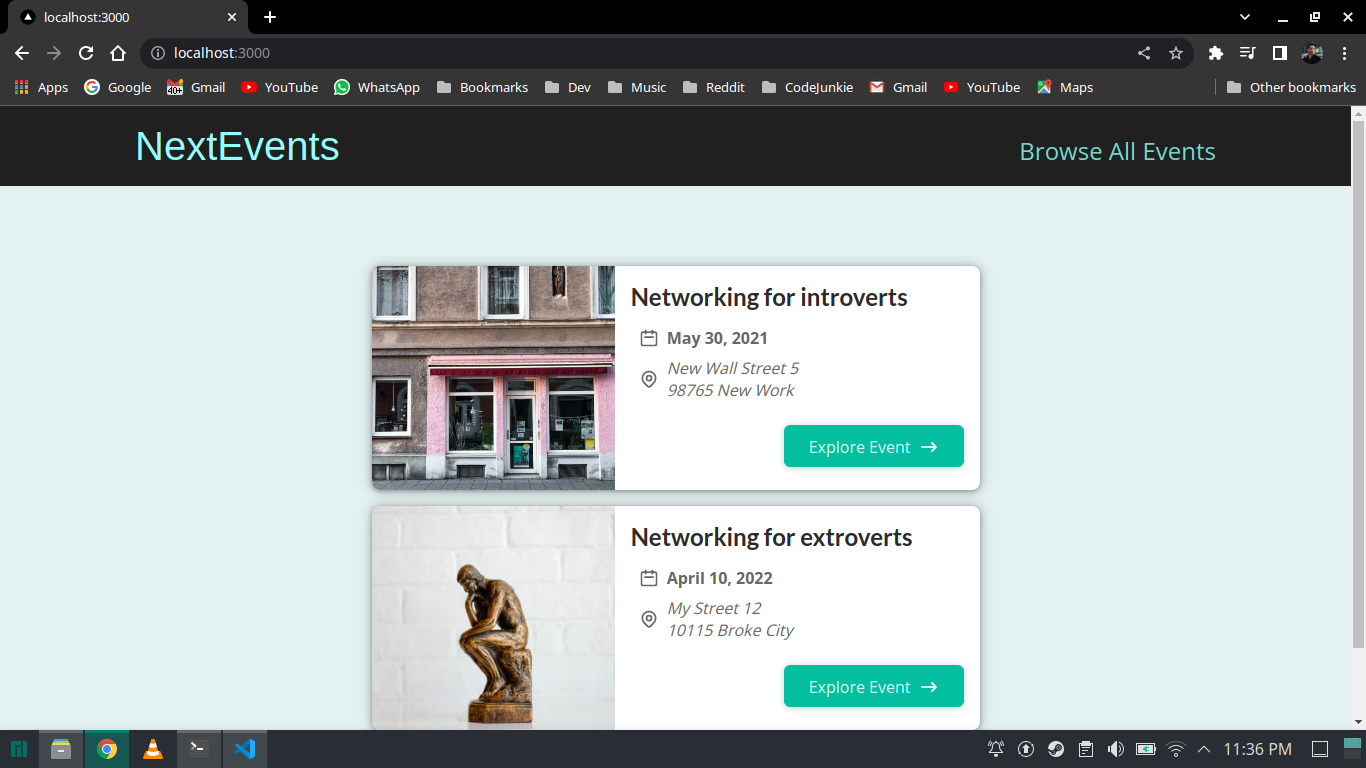 localhost:3000
localhost:3000
Apps Google Gmail YouTube WhatsApp Bookmarks Dev Music Reddit CodeJunkie Gmail YouTube Maps Other bookmarks
40+
NextEvents Browse All Events
Networking for introverts
May 30, 2021
New Wall Street 5
98765 New Work
Explore Event →
Networking for extroverts
April 10, 2022
My Street 12
10115 Broke City
Explore Event →
11:36 PM